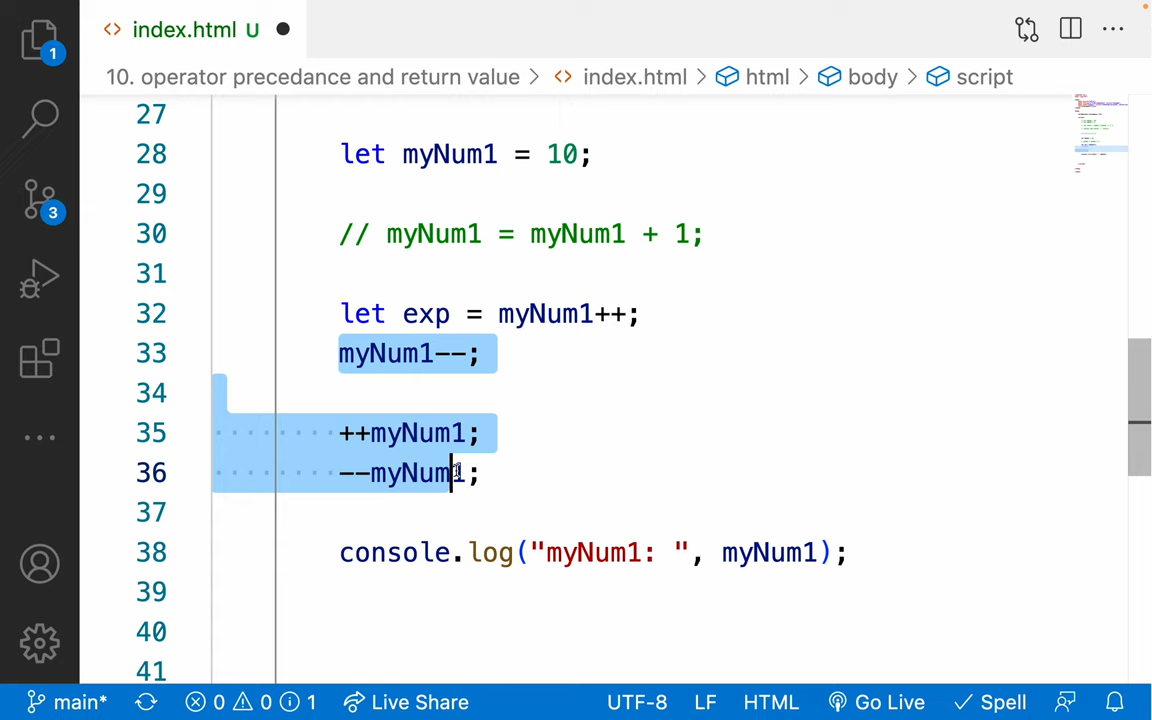 index.html U
10. operator precedance and return value > index.html > html > body > script
1
3
27
28 let myNum1 = 10;
29
30 // myNum1 = myNum1 + 1;
31
32 let exp = myNum1++;
33 myNum1--;
34
35 ++myNum1;
36 --myNum1;
37
38 console.log("myNum1: ", myNum1);
39
40
41
main* 0 0 1 Live Share UTF-8 LF HTML Go Live Spell